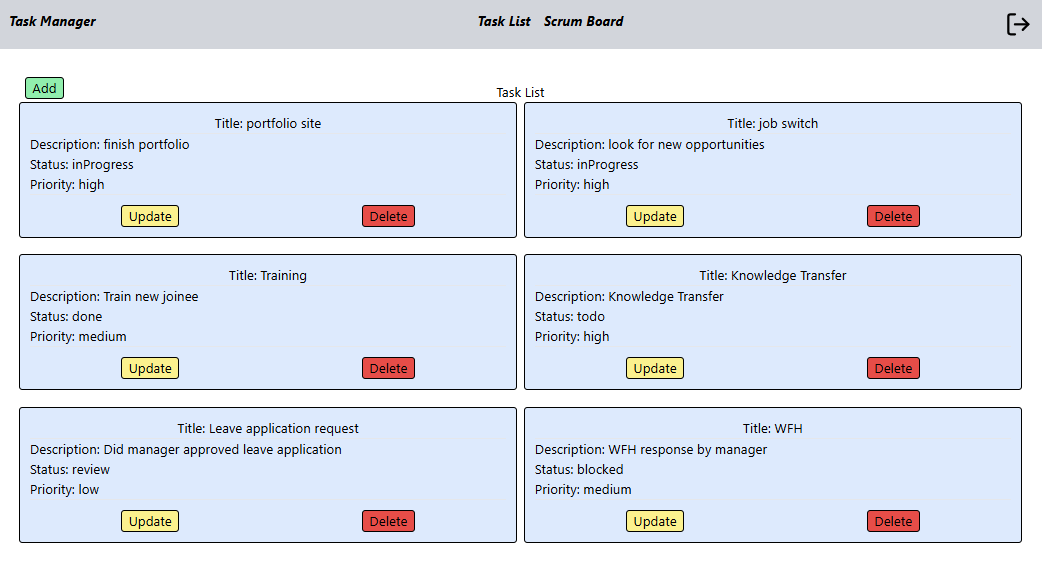 Task Manager
Task List
Scrum Board
Add
Task List
Title: portfolio site
Description: finish portfolio
Status: inProgress
Priority: high
Update
Delete
Title: job switch
Description: look for new opportunities
Status: inProgress
Priority: high
Update
Delete
Title: Training
Description: Train new joinee
Status: done
Priority: medium
Update
Delete
Title: Knowledge Transfer
Description: Knowledge Transfer
Status: todo
Priority: high
Update
Delete
Title: Leave application request
Description: Did manager approved leave application
Status: review
Priority: low
Update
Delete
Title: WFH
Description: WFH response by manager
Status: blocked
Priority: medium
Update
Delete